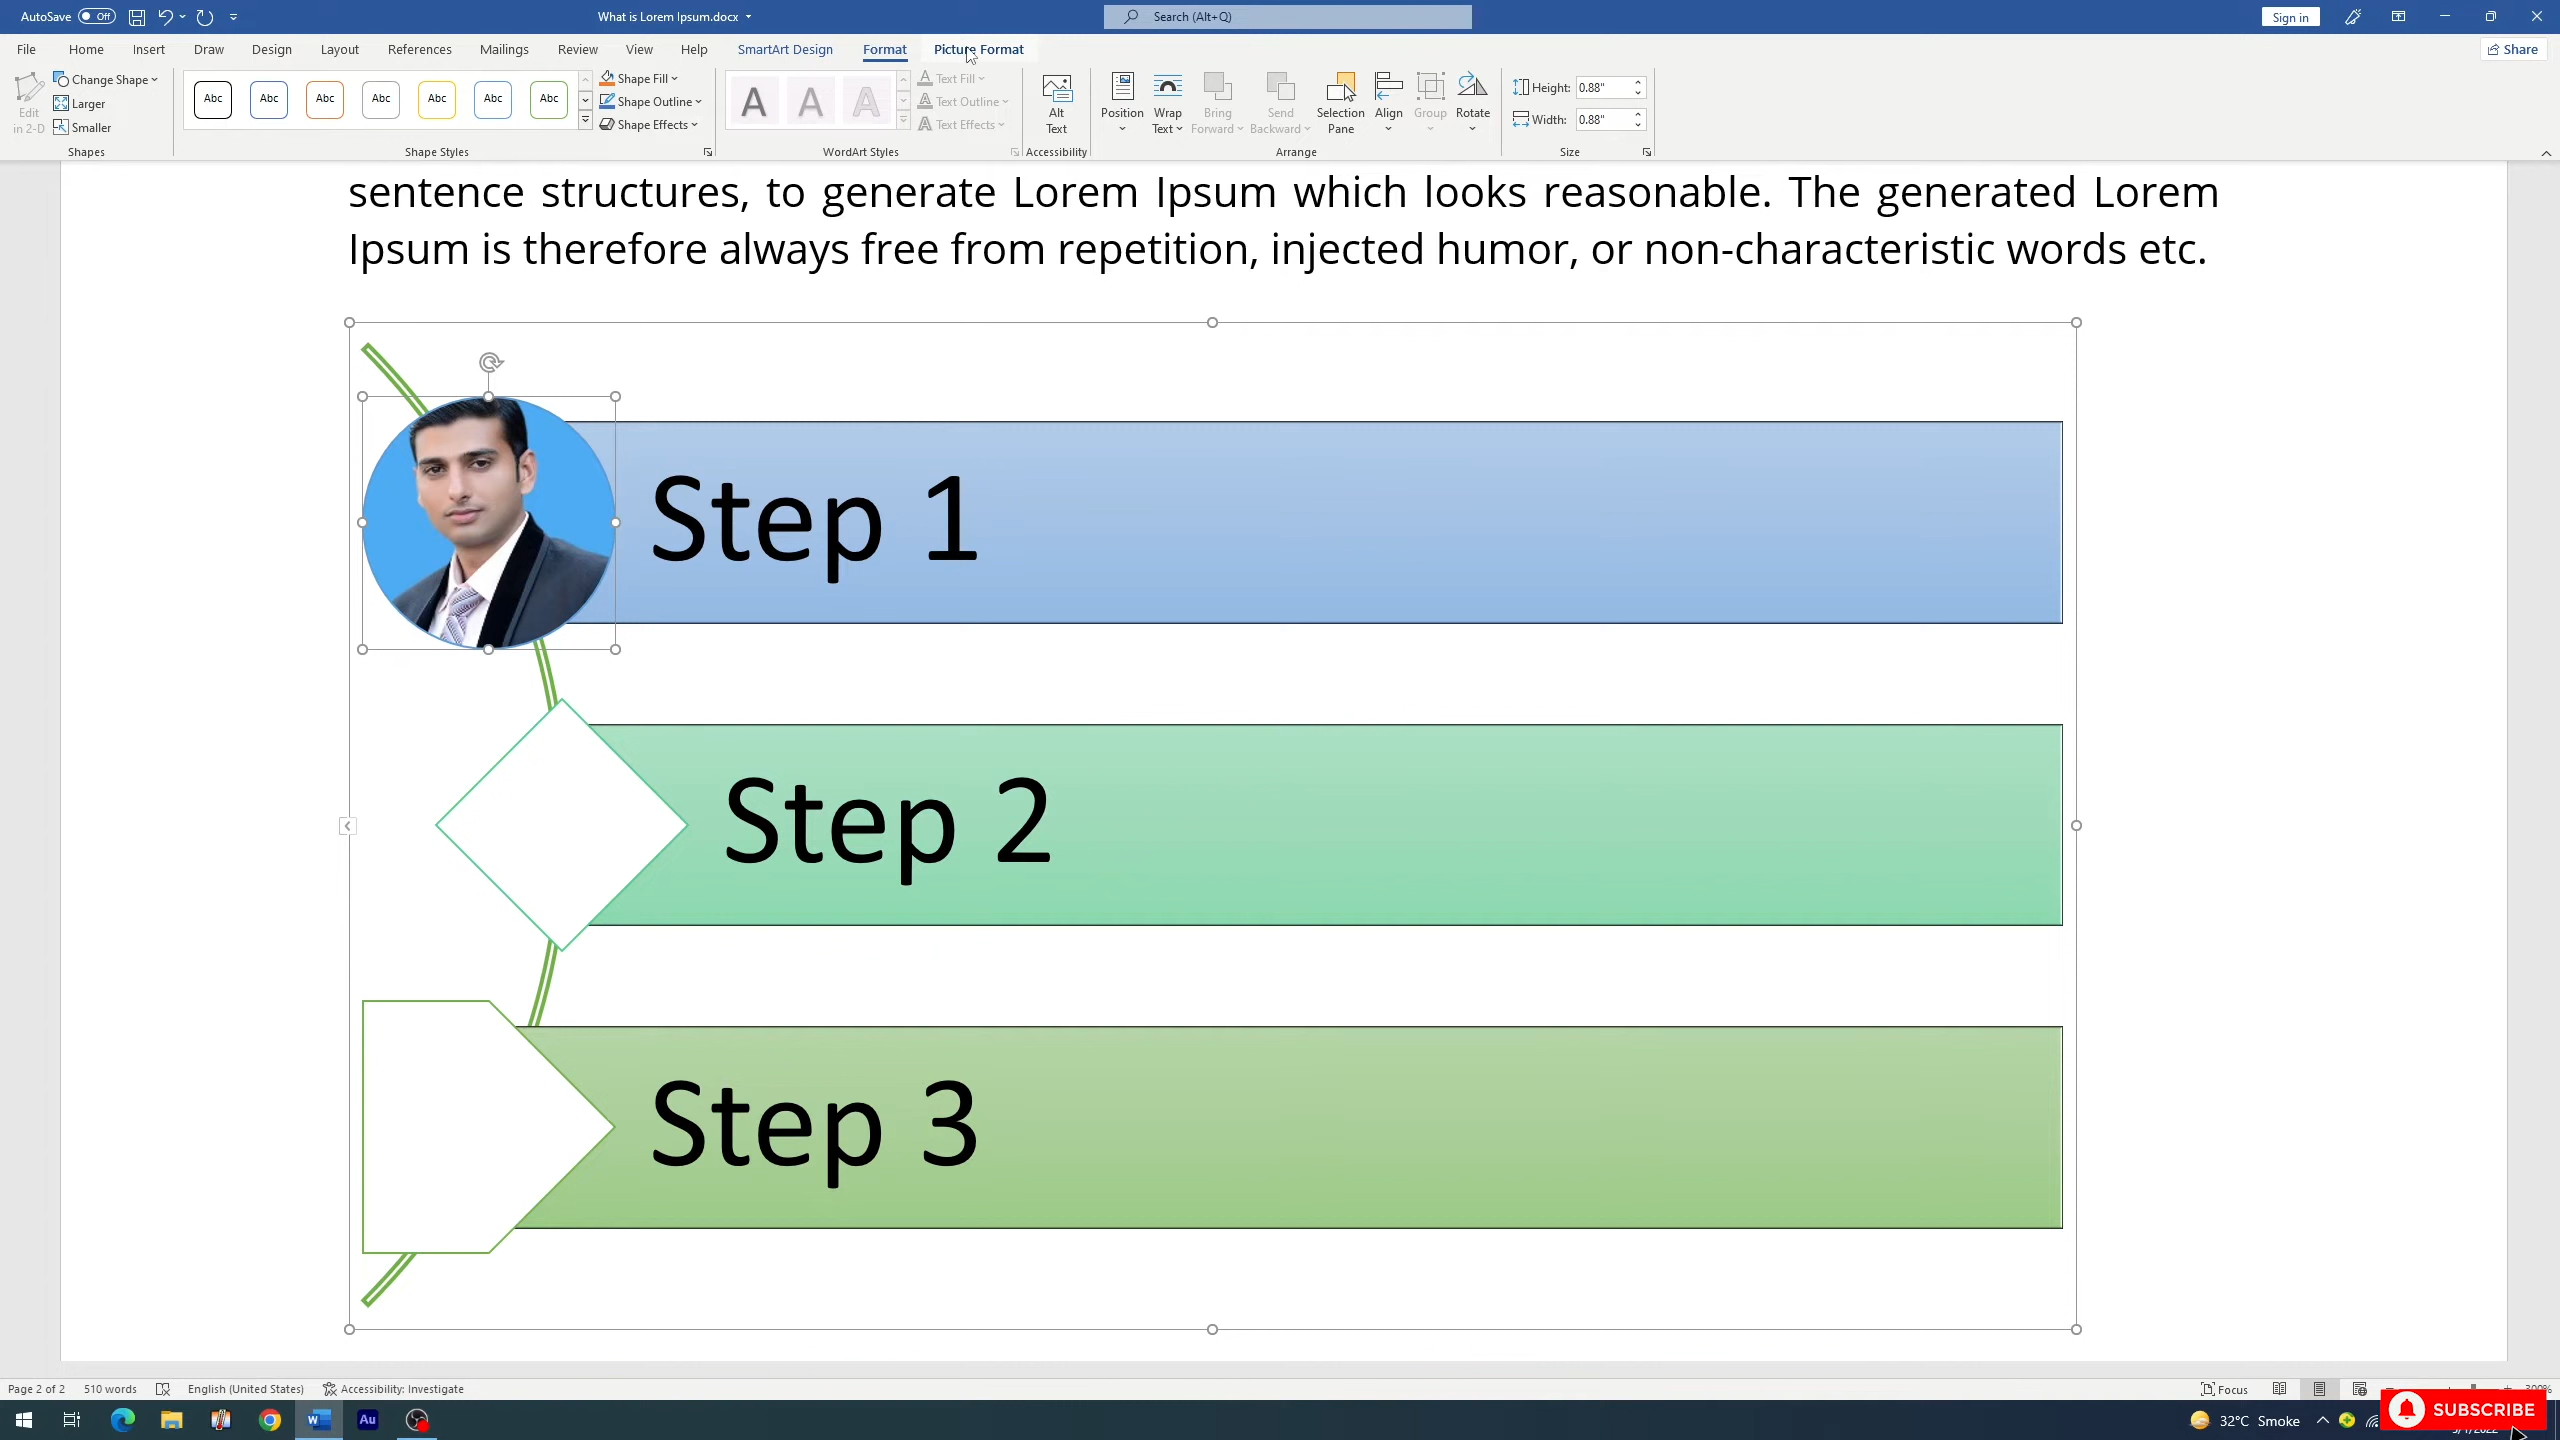 AutoSave Off What is Lorem Ipsum.docx Search (Alt+Q) Sign in
File Home Insert Draw Design Layout References Mailings Review View Help SmartArt Design Format Picture Format Share
Edit in 2-D
Change Shape
Larger
Smaller
Shapes
Abc Abc Abc Abc Abc Abc Abc
Shape Fill
Shape Outline
Shape Effects
Shape Styles
A A A
Text Fill
Text Outline
Text Effects
WordArt Styles
Alt Text
Accessibility
Position
Wrap Text
Bring Forward
Send Backward
Selection Pane
Align
Group
Rotate
Arrange
Height: 0.88"
Width: 0.88"
Size
sentence structures, to generate Lorem Ipsum which looks reasonable. The generated Lorem
Ipsum is therefore always free from repetition, injected humor, or non-characteristic words etc.
Step 1
Step 2
Step 3
Page 2 of 2 510 words English (United States) Accessibility: Investigate Focus
W Au 32°C Smoke
SUBSCRIBE